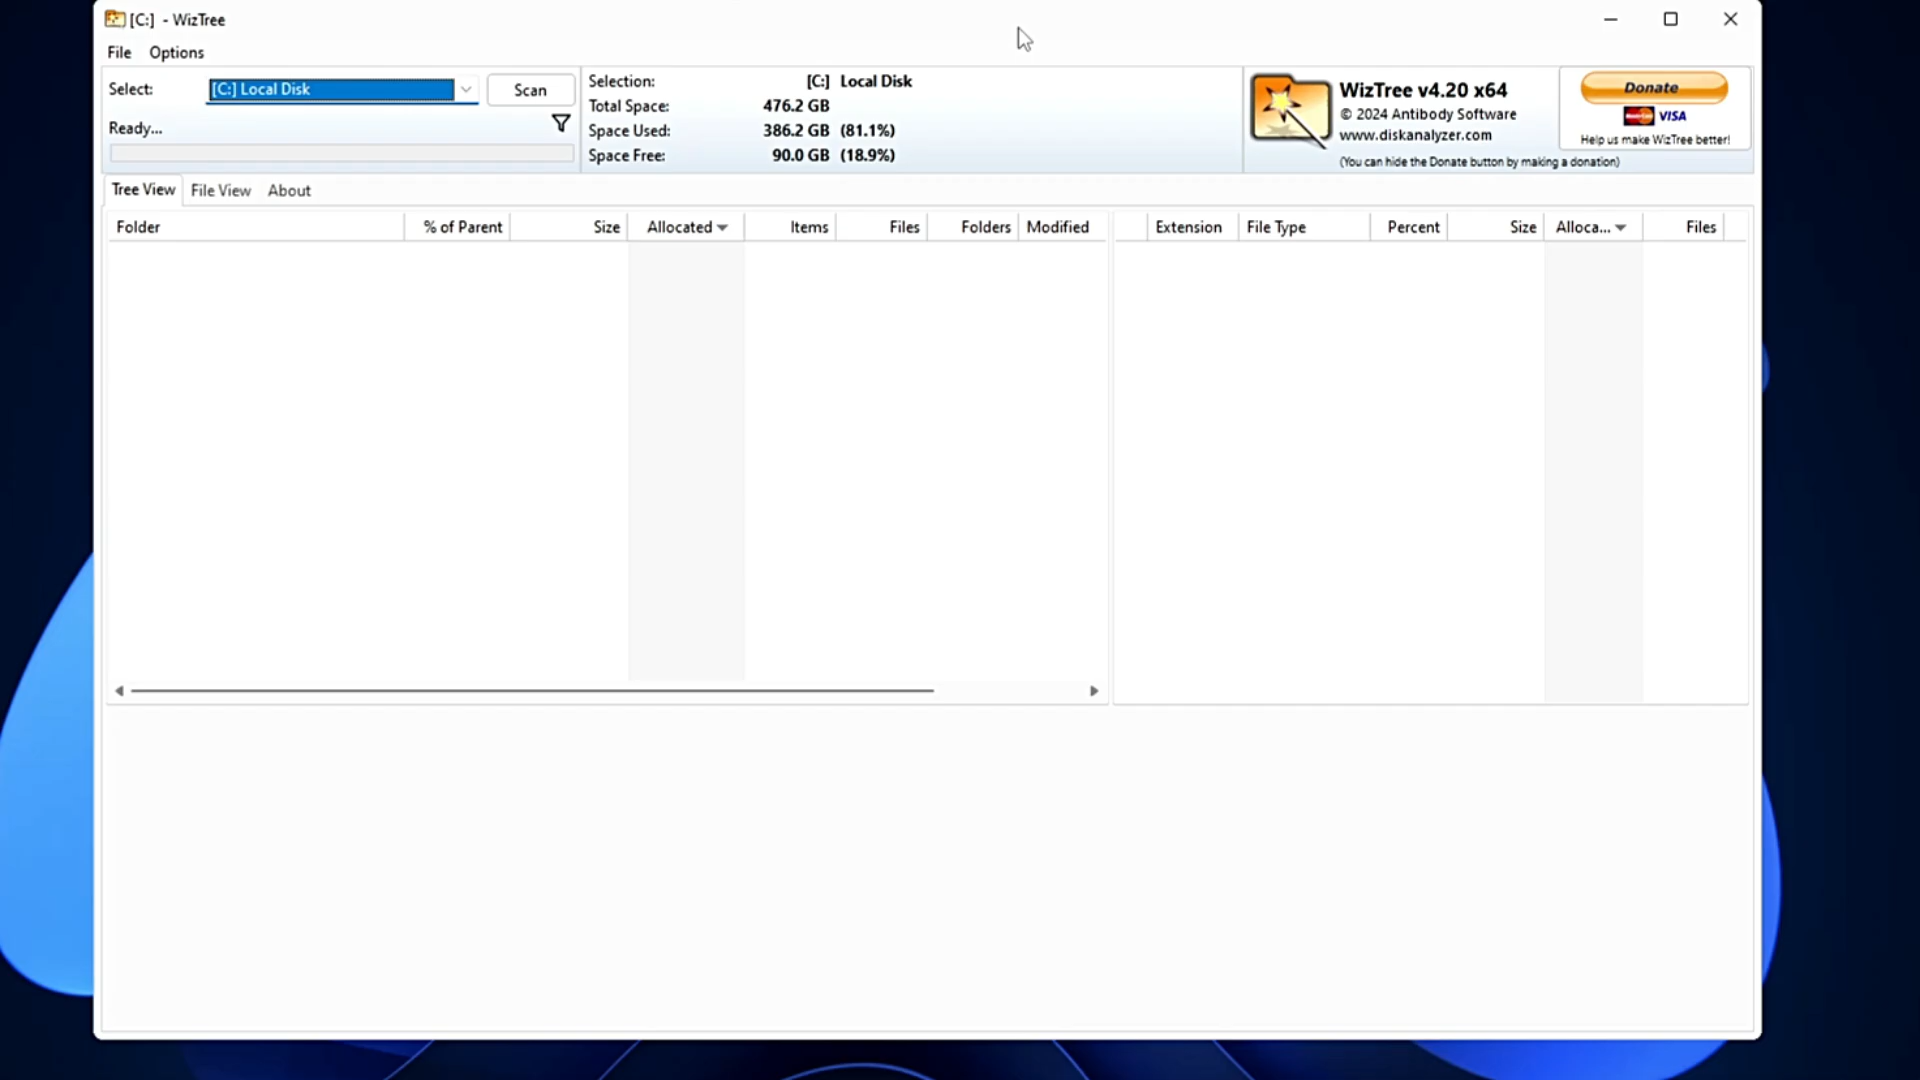 [C:] - WizTree
File Options
Select: [C:] Local Disk Scan
Ready...
Selection: [C:] Local Disk
Total Space: 476.2 GB
Space Used: 386.2 GB (81.1%)
Space Free: 90.0 GB (18.9%)
WizTree v4.20 x64
© 2024 Antibody Software
www.diskanalyzer.com
(You can hide the Donate button by making a donation)
Donate
MasterCard VISA
Help us make WizTree better!
Tree View File View About
Folder % of Parent Size Allocated Items Files Folders Modified
Extension File Type Percent Size Alloca... Files